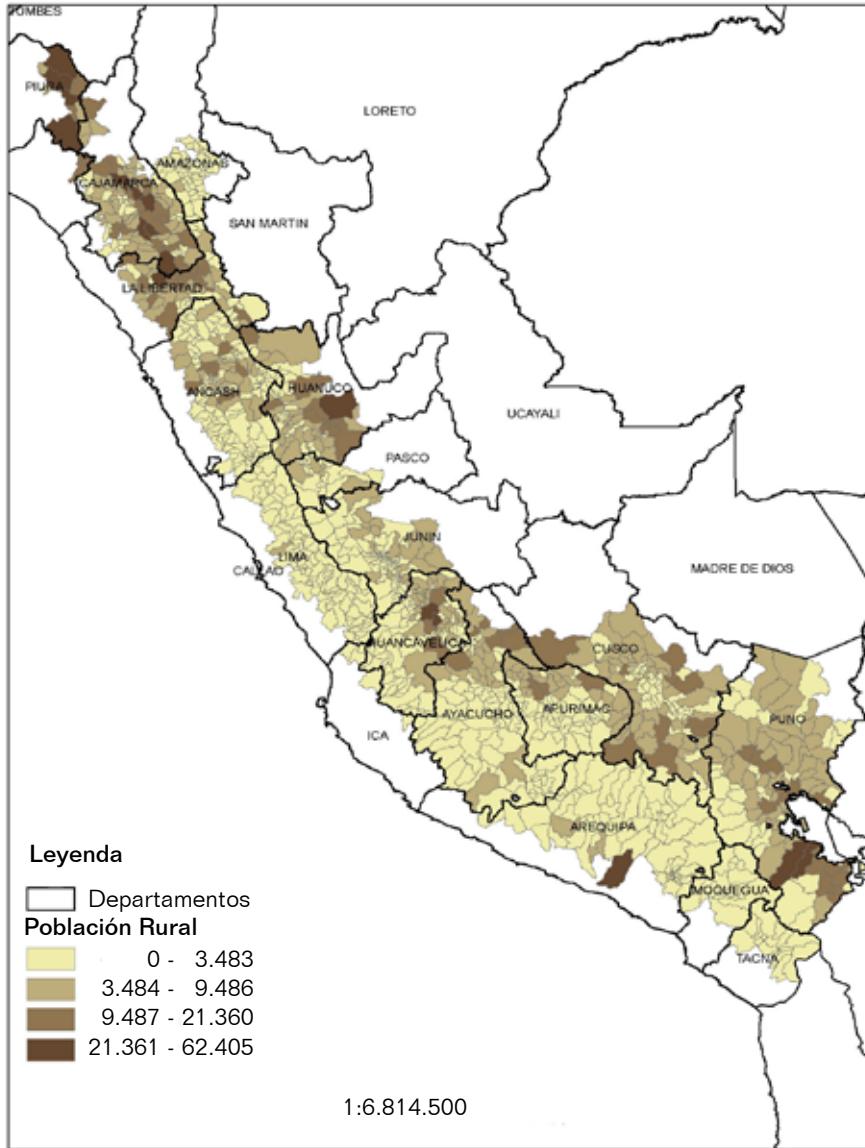 TUMBES
PIURA
LORETO
AMAZONAS
CAJAMARCA
SAN MARTIN
LA LIBERTAD
ANCASH
HUANUCO
UCAYALI
PASCO
JUNIN
LIMA
CALLAO
MADRE DE DIOS
HUANCAVELICA
CUSCO
AYACUCHO
APURIMAC
PUNO
ICA
AREQUIPA
MOQUEGUA
TACNA
Leyenda
Departamentos
Población Rural
0 - 3.483
3.484 - 9.486
9.487 - 21.360
21.361 - 62.405
1:6.814.500